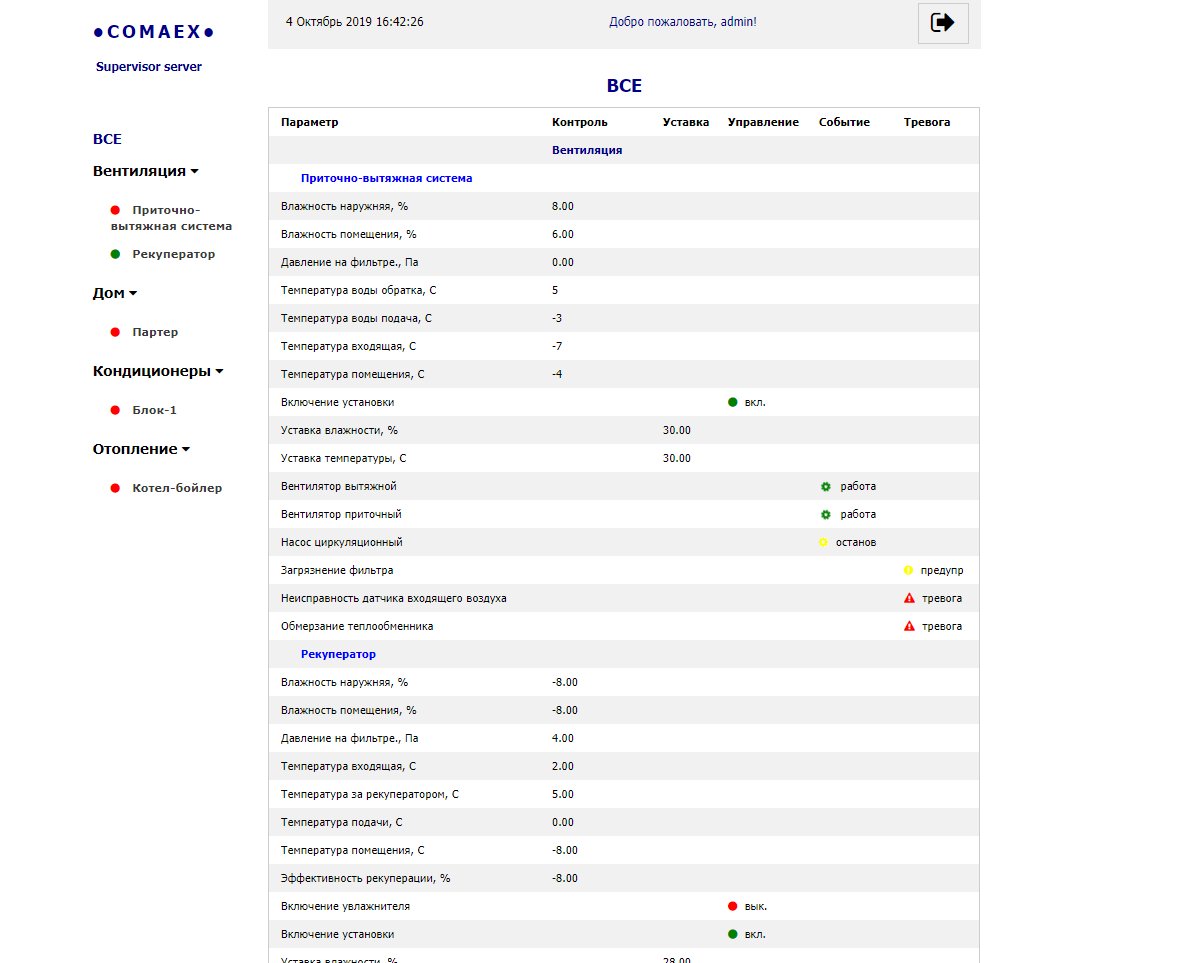 ●COMAEX●
Supervisor server
ВСЕ
Вентиляция
Приточно-
вытяжная система
Рекуператор
Дом
Партер
Кондиционеры
Блок-1
Отопление
Котел-бойлер
4 Октябрь 2019 16:42:26 Добро пожаловать, admin!
ВСЕ
Параметр Контроль Уставка Управление Событие Тревога
Вентиляция
Приточно-вытяжная система
Влажность наружняя, % 8.00
Влажность помещения, % 6.00
Давление на фильтре., Па 0.00
Температура воды обратка, С 5
Температура воды подача, С -3
Температура входящая, С -7
Температура помещения, С -4
Включение установки вкл.
Уставка влажности, % 30.00
Уставка температуры, С 30.00
Вентилятор вытяжной работа
Вентилятор приточный работа
Насос циркуляционный останов
Загрязнение фильтра предупр
Неисправность датчика входящего воздуха тревога
Обмерзание теплообменника тревога
Рекуператор
Влажность наружняя, % -8.00
Влажность помещения, % -8.00
Давление на фильтре., Па 4.00
Температура входящая, С 2.00
Температура за рекуператором, С 5.00
Температура подачи, С 0.00
Температура помещения, С -8.00
Эффективность рекуперации, % -8.00
Включение увлажнителя вык.
Включение установки вкл.
Уставка влажности, % 28.00